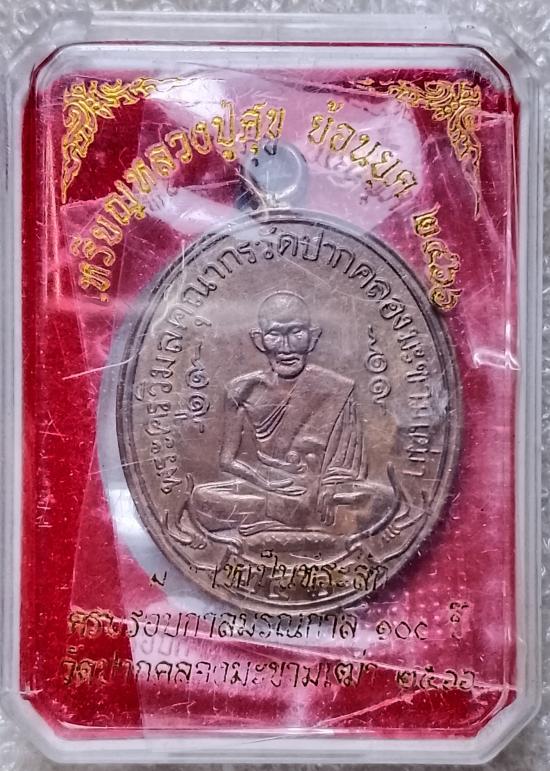 เหรียญหลวงปู่ศุข ย้อนยุค ๒๔๖๖
พระครูวิมลคุณากรวัดปากคลองมะขามเฒ่า
ครบรอบกาลมรณกาล ๑๐๐ ปี
วัดปากคลองมะขามเฒ่า ๒๕๖๖